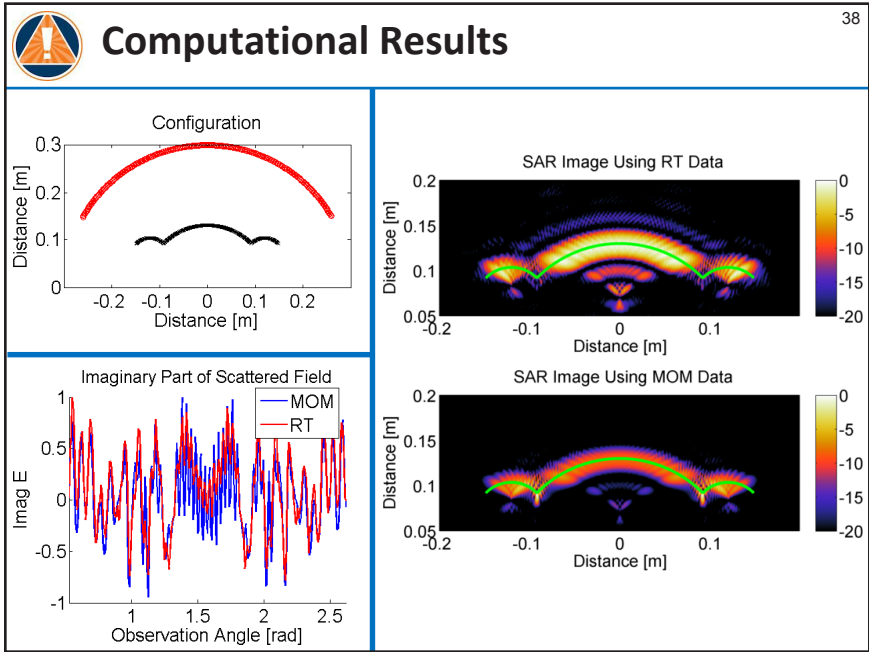 38
Computational Results
Configuration
0.3
0.2
0.1
0
-0.2 -0.1 0 0.1 0.2
Distance [m]
Distance [m]
Imaginary Part of Scattered Field
MOM
RT
1
0.5
0
-0.5
-1
1 1.5 2 2.5
Imag E
Observation Angle [rad]
SAR Image Using RT Data
0.2
0.15
0.1
0.05
-0.2 -0.1 0 0.1
Distance [m]
Distance [m]
0
-5
-10
-15
-20
SAR Image Using MOM Data
0.2
0.15
0.1
0.05
-0.2 -0.1 0 0.1
Distance [m]
Distance [m]
0
-5
-10
-15
-20